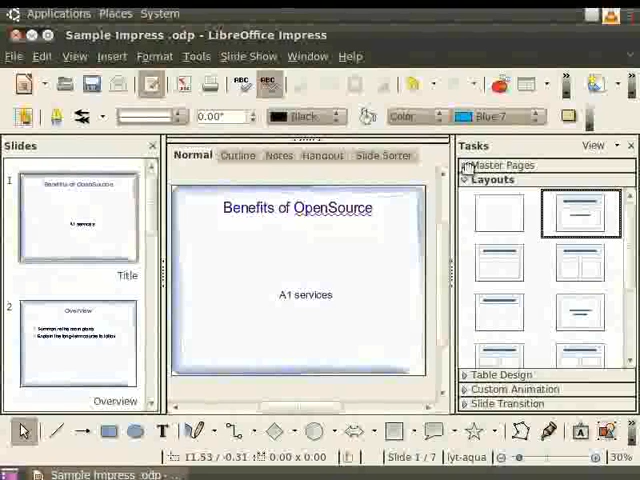 Applications Places System
Sample Impress .odp - LibreOffice Impress
File Edit View Insert Format Tools Slide Show Window Help
ABC ABC
0.00" Black Color Blue 7
Slides
Normal Outline Notes Handout Slide Sorter
Tasks View
Master Pages
Layouts
1
Benefits of OpenSource
A1 services
Title
2
Overview
Overview
Benefits of OpenSource
A1 services
Table Design
Custom Animation
Slide Transition
T A
11.53 / -0.31 0.00 x 0.00 Slide 1 / 7 lyt-aqua 30%
Sample Impress .odp - ...